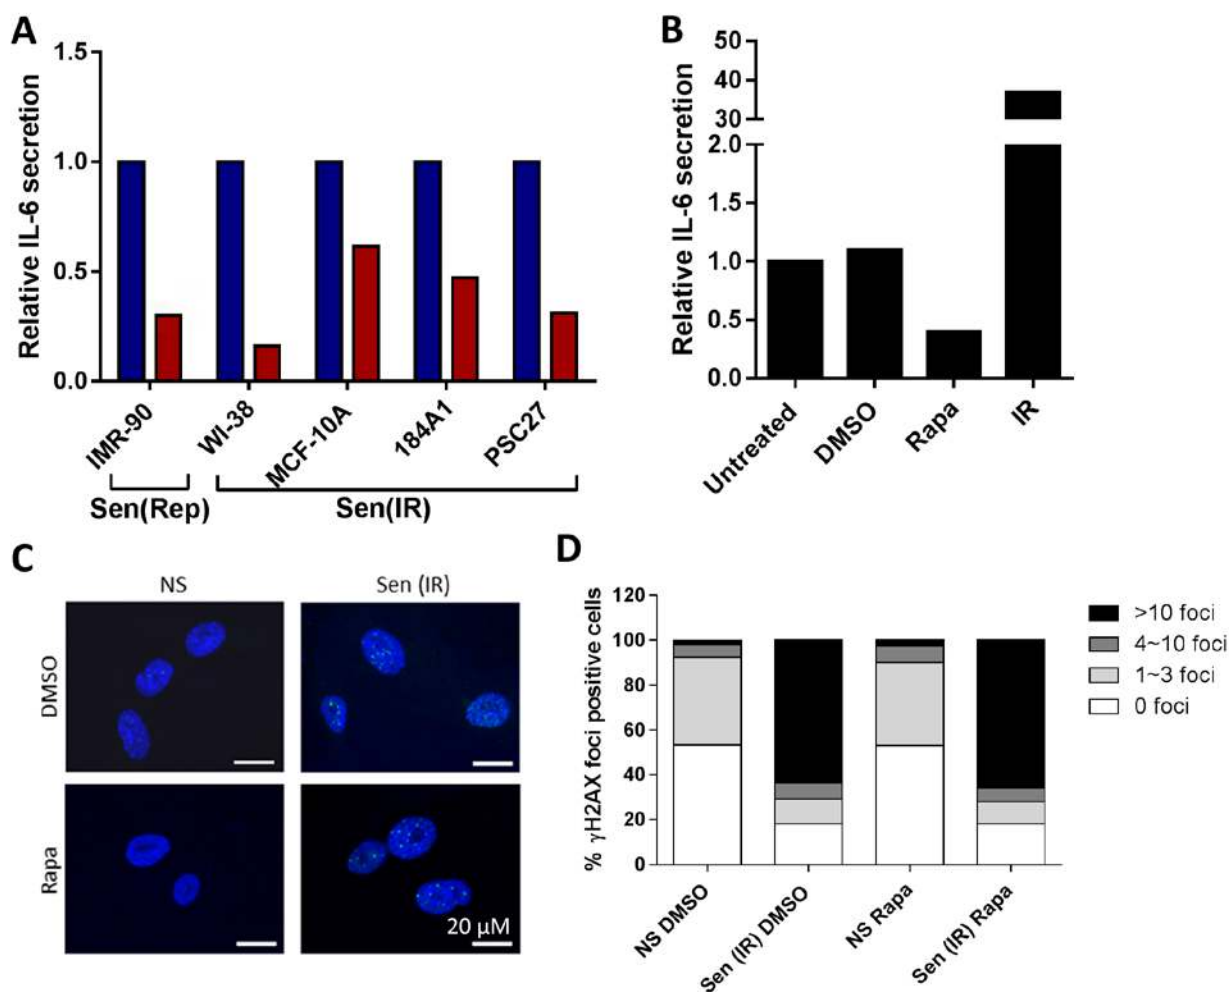 A
Relative IL-6 secretion
1.5
1.0
0.5
0.0
IMR-90
WI-38
MCF-10A
184A1
PSC27
Sen(Rep)
Sen(IR)
B
Relative IL-6 secretion
50
40
30
2.0
1.5
1.0
0.5
0.0
Untreated
DMSO
Rapa
IR
C
NS
Sen (IR)
DMSO
Rapa
20 µM
D
% γH2AX foci positive cells
120
100
80
60
40
20
0
NS DMSO
Sen (IR) DMSO
NS Rapa
Sen (IR) Rapa
>10 foci
4~10 foci
1~3 foci
0 foci